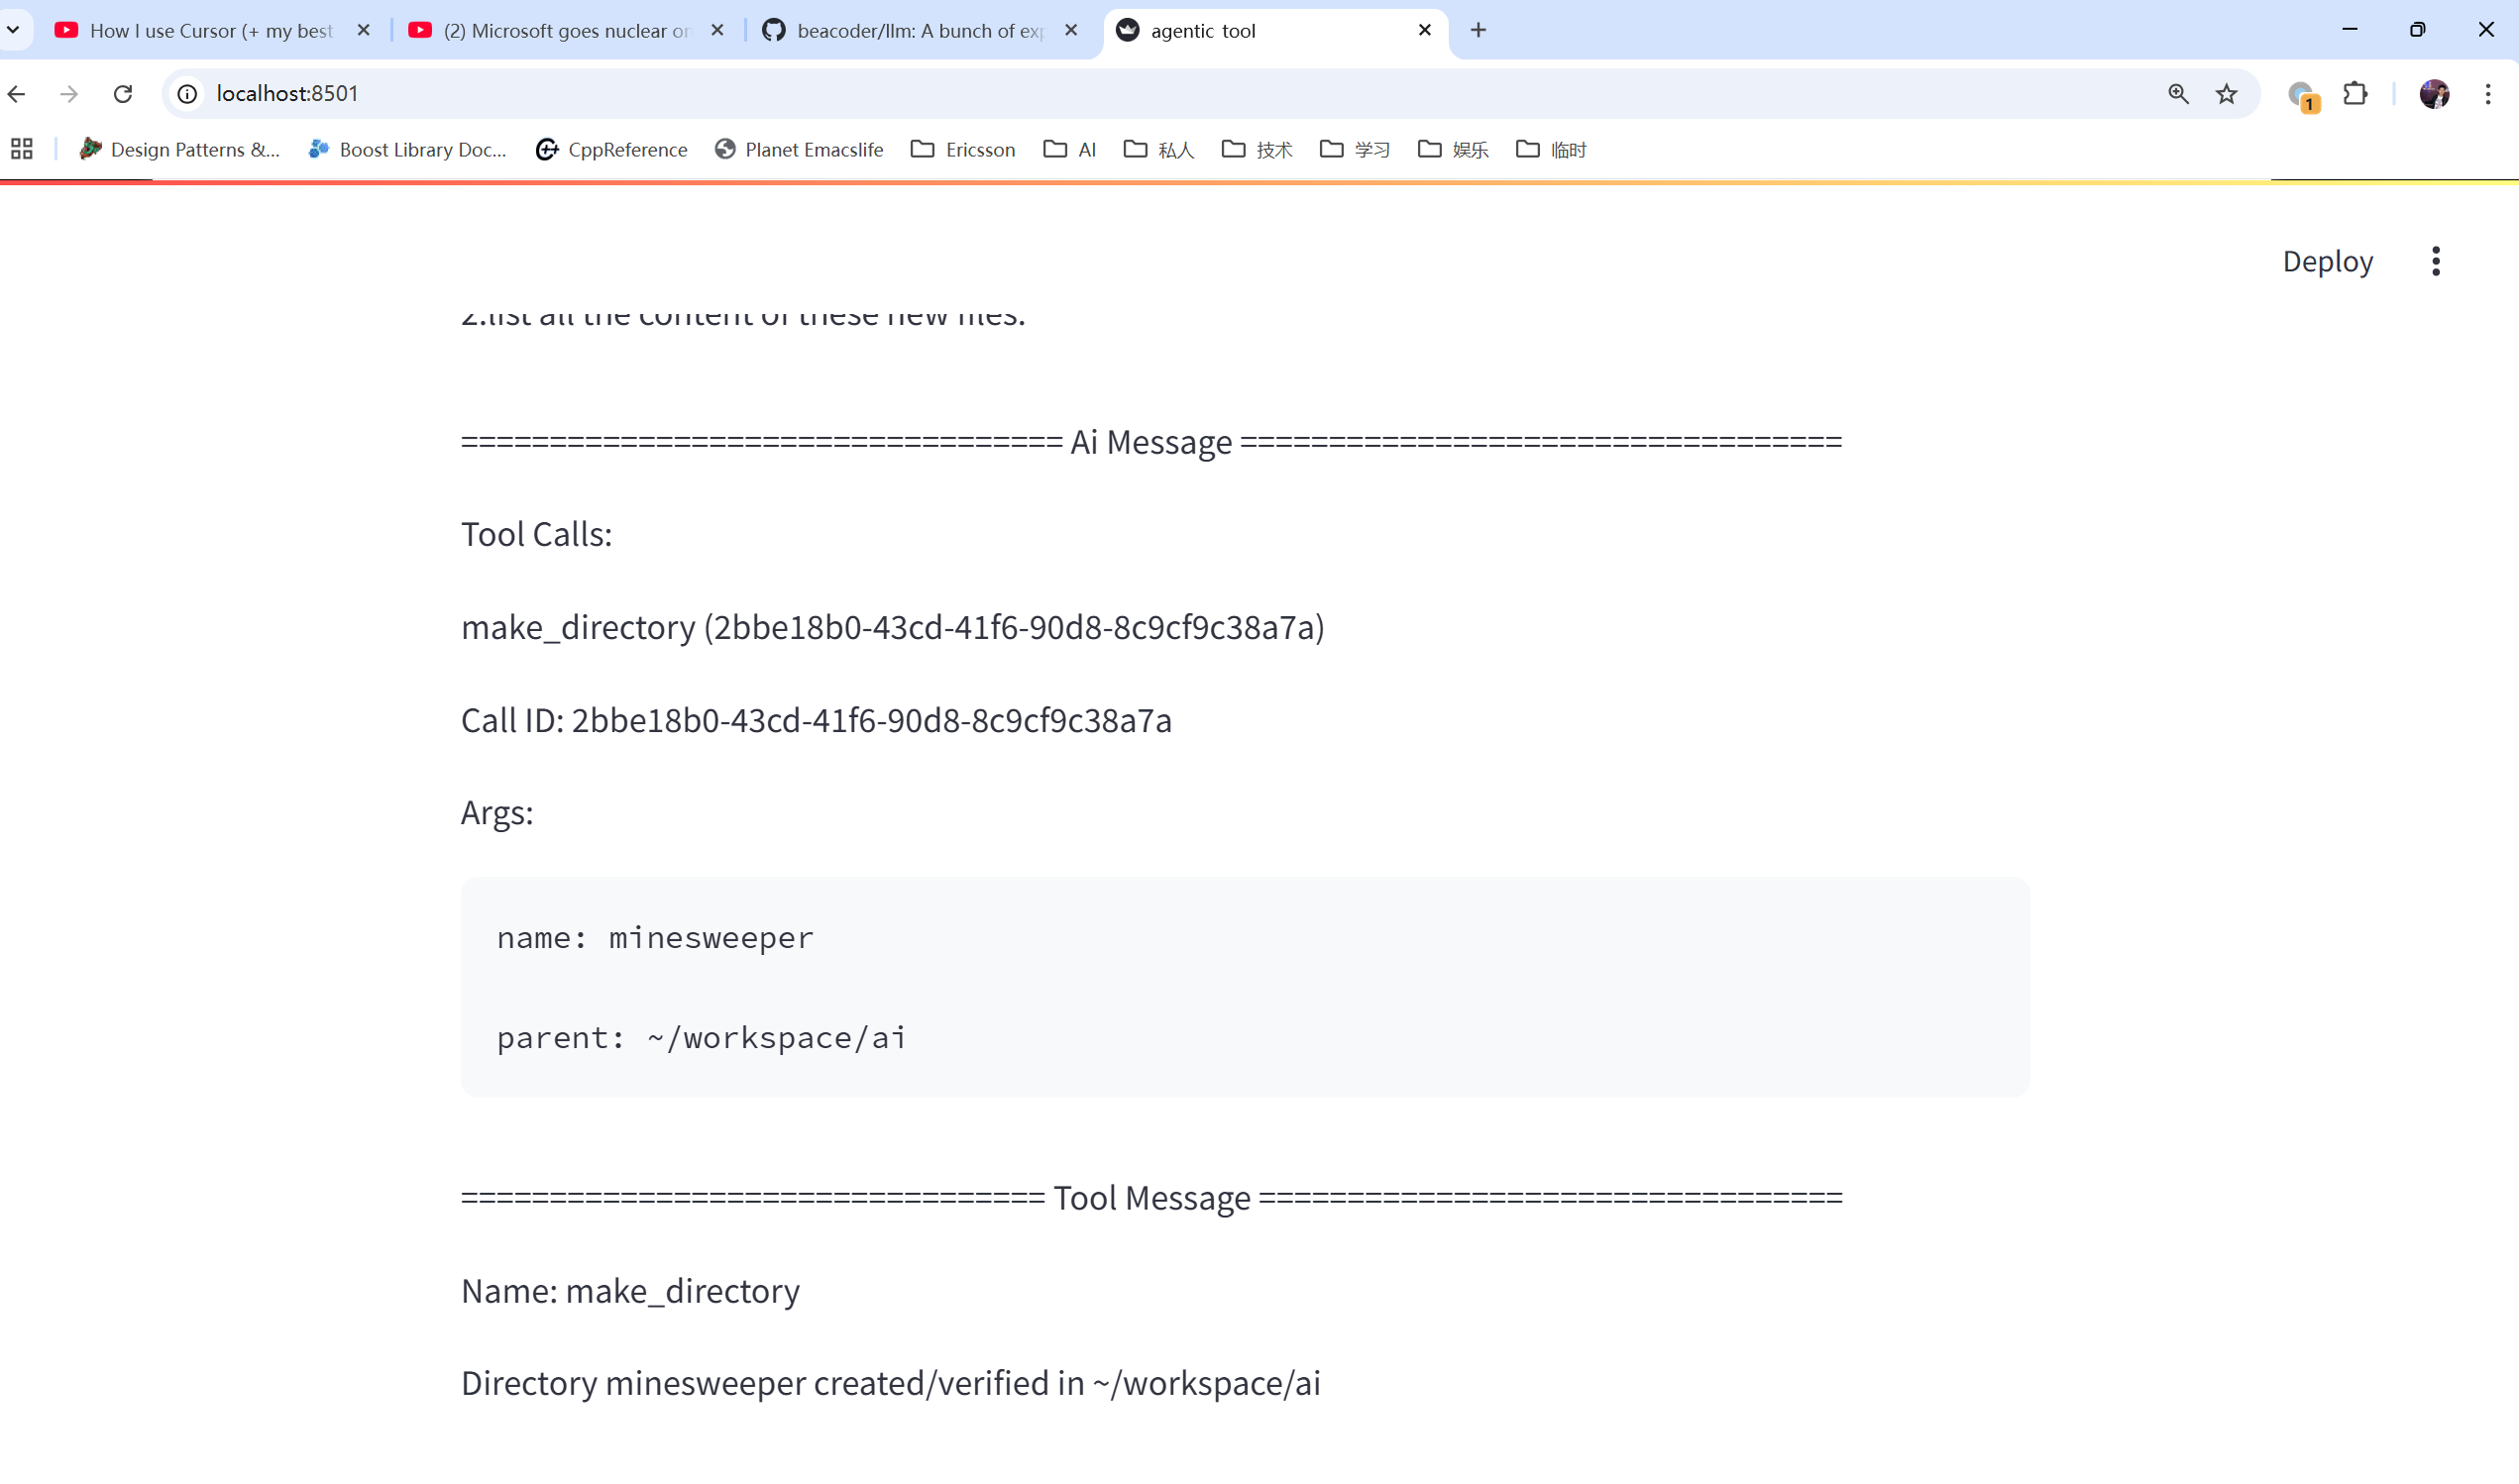 How I use Cursor (+ my best
(2) Microsoft goes nuclear on
beacoder/llm: A bunch of exp
agentic tool
localhost:8501
1
Design Patterns &...
Boost Library Doc...
CppReference
Planet Emacslife
Ericsson
AI
私人
技术
学习
娱乐
临时
Deploy
2.list all the content of these new files.
================================== Ai Message ==================================
Tool Calls:
make_directory (2bbe18b0-43cd-41f6-90d8-8c9cf9c38a7a)
Call ID: 2bbe18b0-43cd-41f6-90d8-8c9cf9c38a7a
Args:
name: minesweeper
parent: ~/workspace/ai
================================= Tool Message =================================
Name: make_directory
Directory minesweeper created/verified in ~/workspace/ai